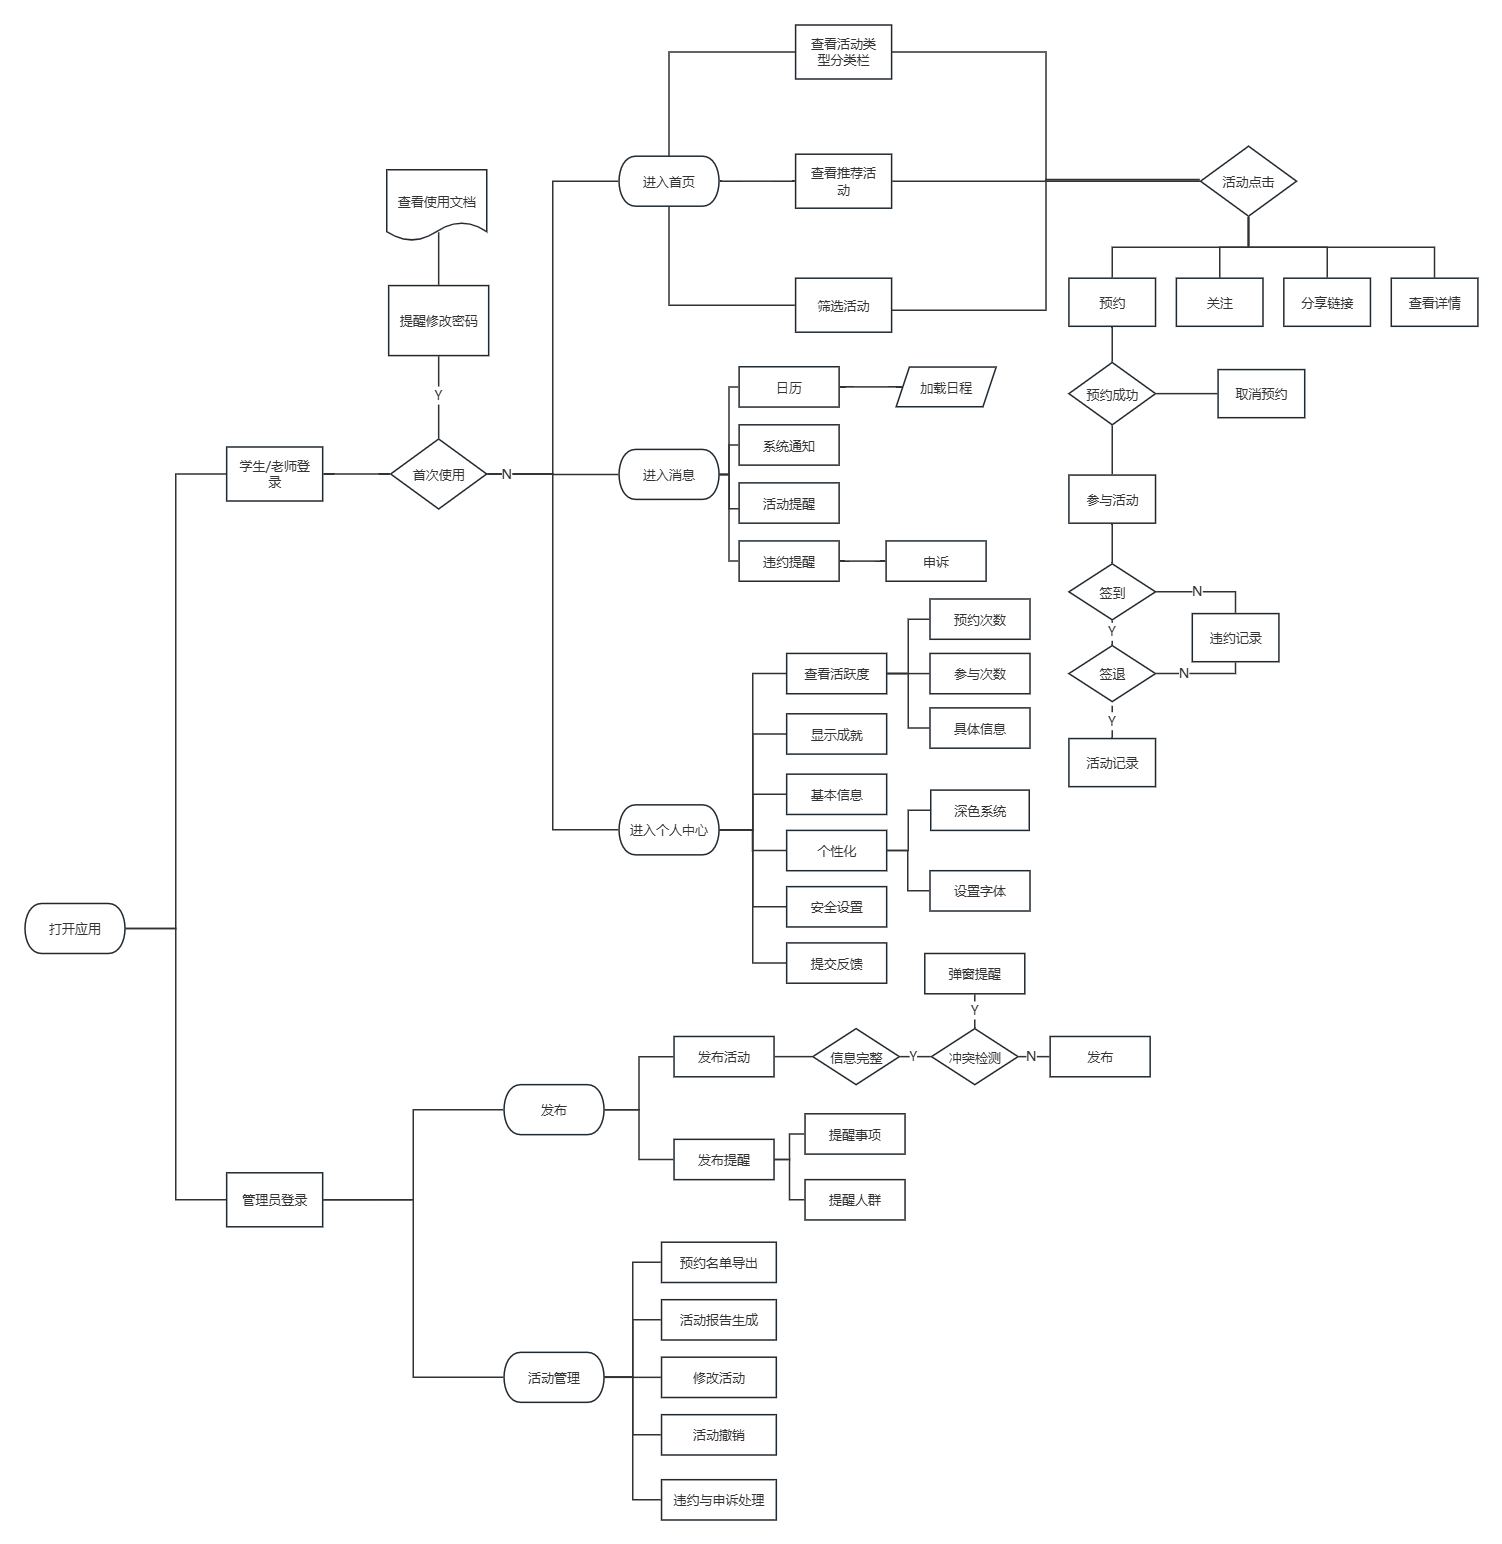 查看活动类
型分类栏
查看使用文档
进入首页
查看推荐活
动
活动点击
提醒修改密码
筛选活动
预约
关注
分享链接
查看详情
Y
日历
加载日程
预约成功
取消预约
学生/老师登
录
首次使用
N
进入消息
系统通知
活动提醒
参与活动
违约提醒
申诉
签到
N
预约次数
Y
违约记录
查看活跃度
参与次数
签退
N
显示成就
具体信息
Y
活动记录
基本信息
深色系统
进入个人中心
个性化
设置字体
安全设置
打开应用
提交反馈
弹窗提醒
Y
发布活动
信息完整
Y
冲突检测
N
发布
发布
提醒事项
发布提醒
管理员登录
提醒人群
预约名单导出
活动报告生成
活动管理
修改活动
活动撤销
违约与申诉处理